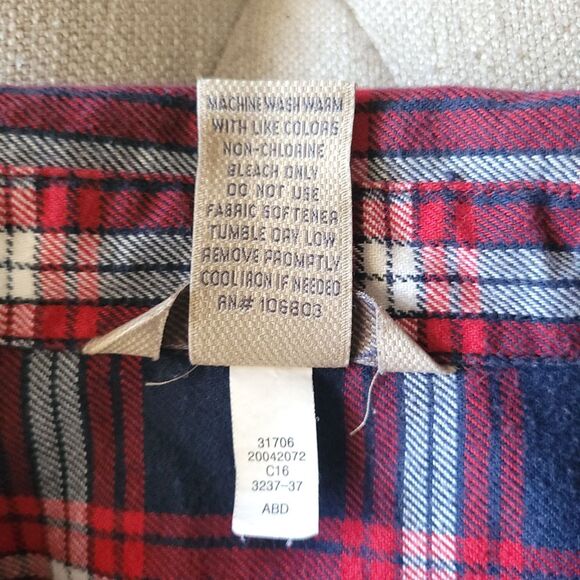 MACHINE WASH WARM
WITH LIKE COLORS
NON-CHLORINE
BLEACH ONLY
DO NOT USE
FABRIC SOFTENER
TUMBLE DRY LOW
REMOVE PROMPTLY
COOL IRON IF NEEDED
RN# 106803
31706
20042072
C16
3237-37
ABD